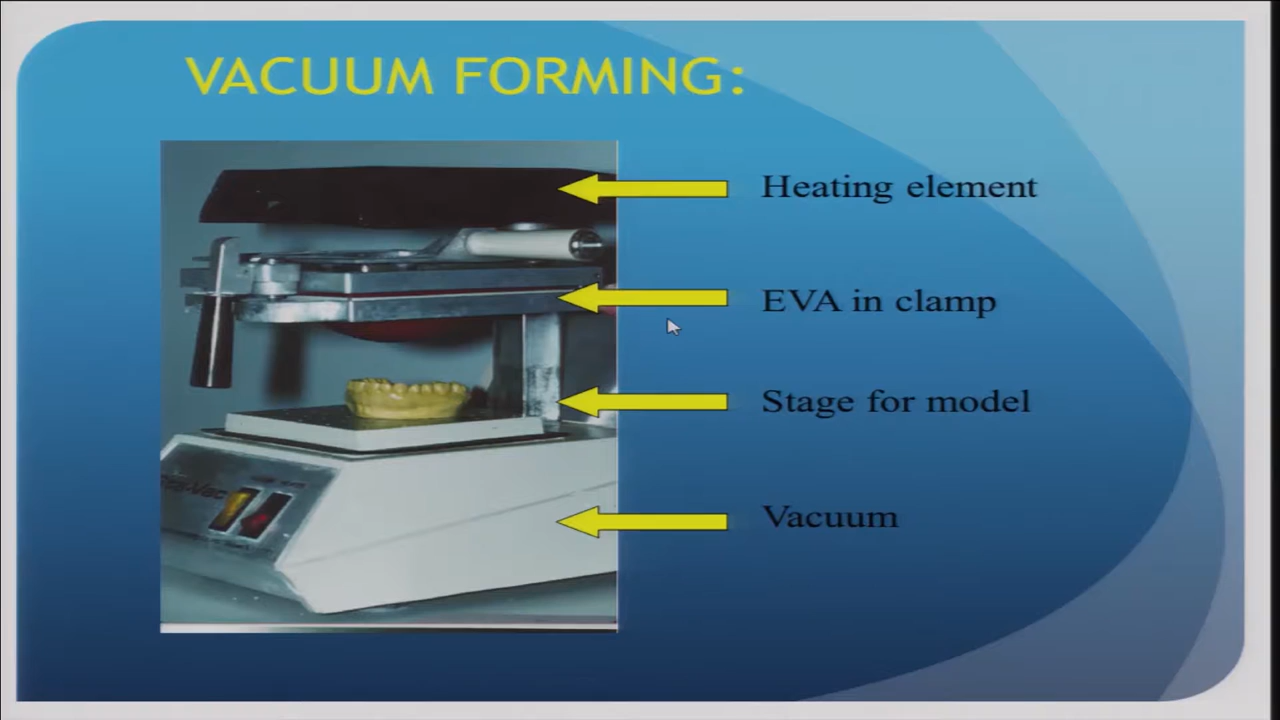 VACUUM FORMING:
Heating element
EVA in clamp
Stage for model
Vacuum